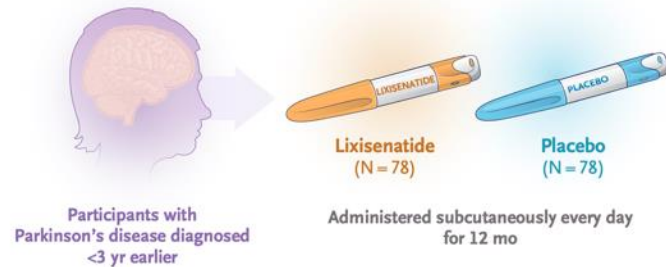 LIXISENATIDE
PLACEBO
Lixisenatide
(N = 78)
Placebo
(N = 78)
Participants with
Parkinson's disease diagnosed
<3 yr earlier
Administered subcutaneously every day
for 12 mo